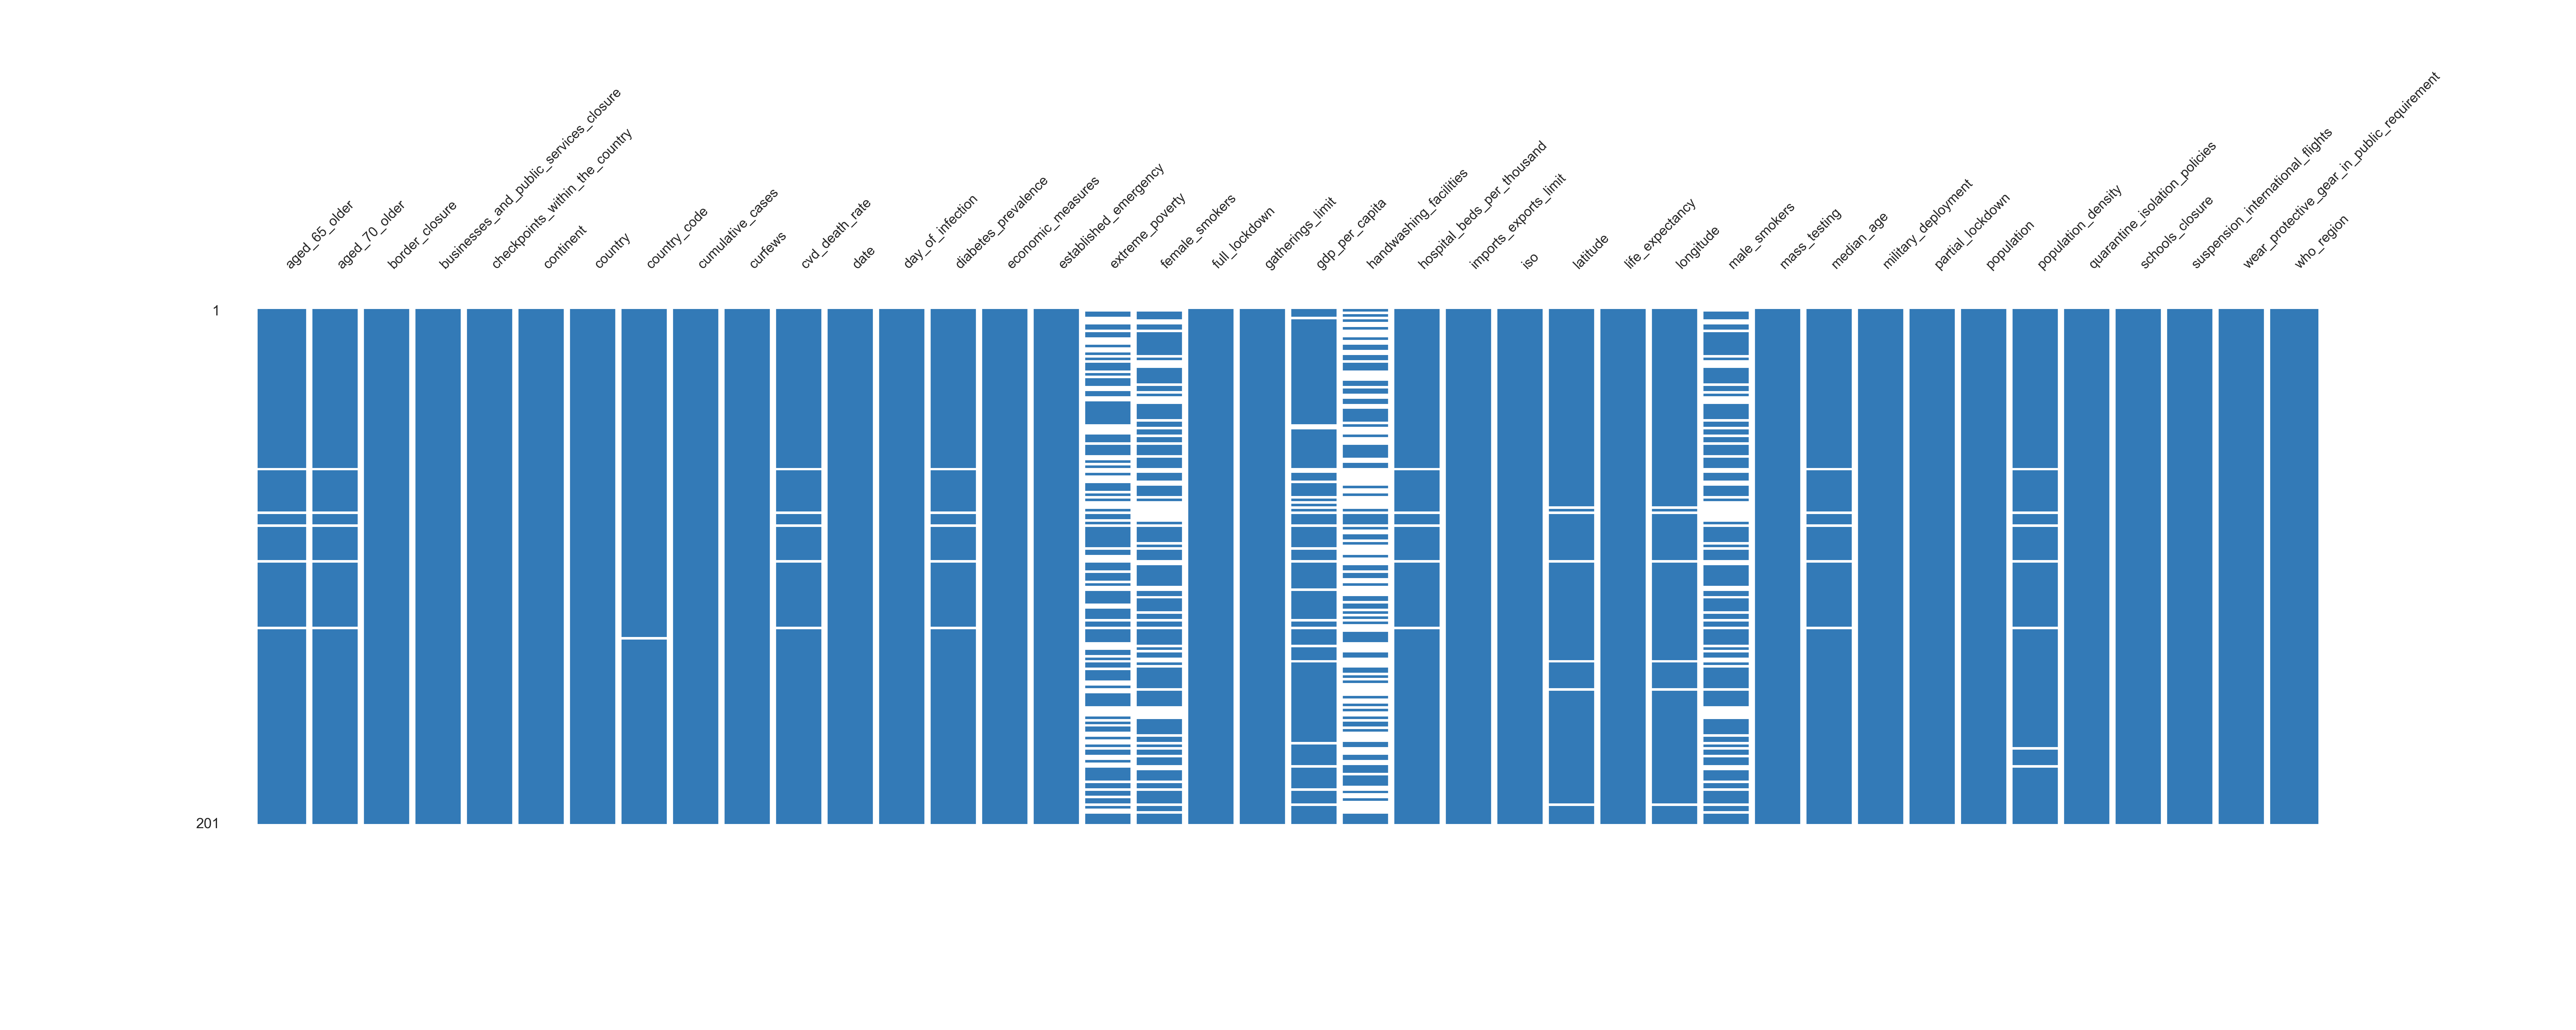 aged_65_older
aged_70_older
border_closure
businesses_and_public_services_closure
checkpoints_within_the_country
continent
country
country_code
cumulative_cases
curfews
cvd_death_rate
date
day_of_infection
diabetes_prevalence
economic_measures
established_emergency
extreme_poverty
female_smokers
full_lockdown
gatherings_limit
gdp_per_capita
handwashing_facilities
hospital_beds_per_thousand
imports_exports_limit
iso
latitude
life_expectancy
longitude
male_smokers
mass_testing
median_age
military_deployment
partial_lockdown
population
population_density
quarantine_isolation_policies
schools_closure
suspension_international_flights
wear_protective_gear_in_public_requirement
who_region
1
201